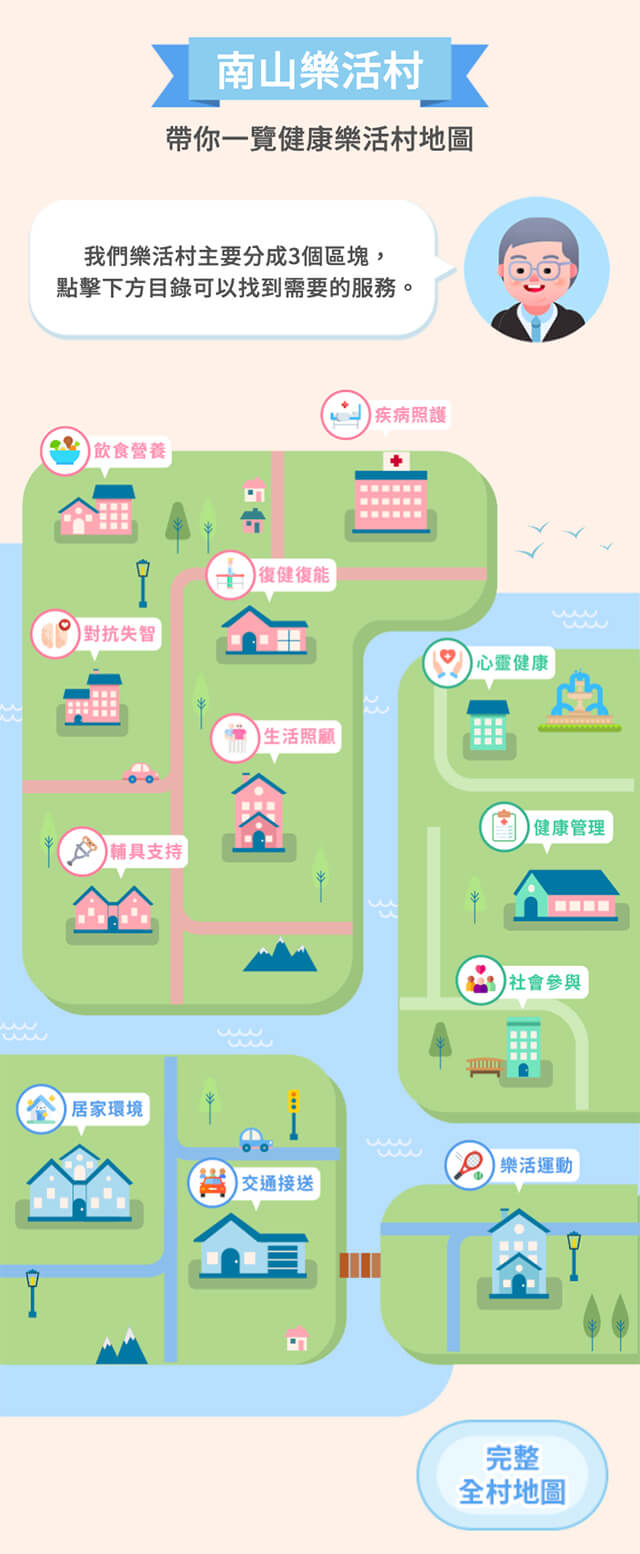 南山樂活村
帶你一覽健康樂活村地圖
我們樂活村主要分成3個區塊，
點擊下方目錄可以找到需要的服務。
疾病照護
飲食營養
復健復能
對抗失智
心靈健康
生活照顧
健康管理
輔具支持
社會參與
居家環境
樂活運動
交通接送
完整
全村地圖